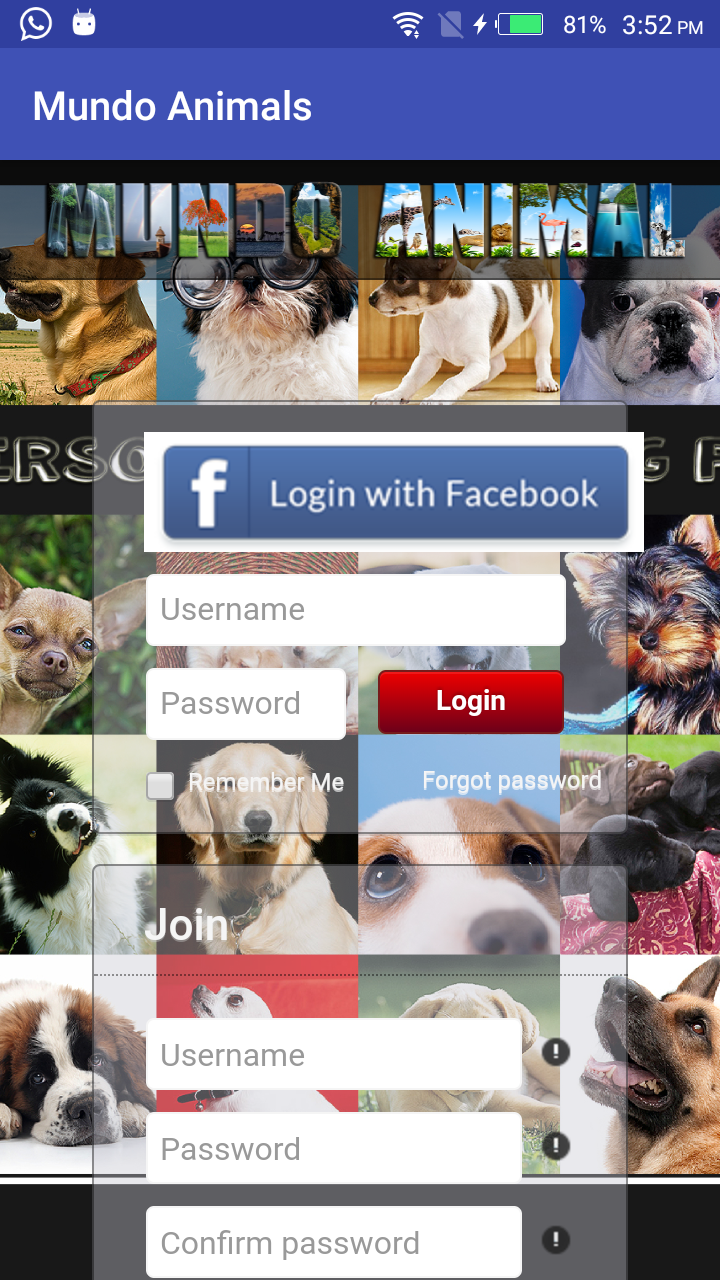 81% 3:52 PM
Mundo Animals
MUNDO ANIMAL
f Login with Facebook
Username
Password
Login
Remember Me
Forgot password
Join
Username
Password
Confirm password